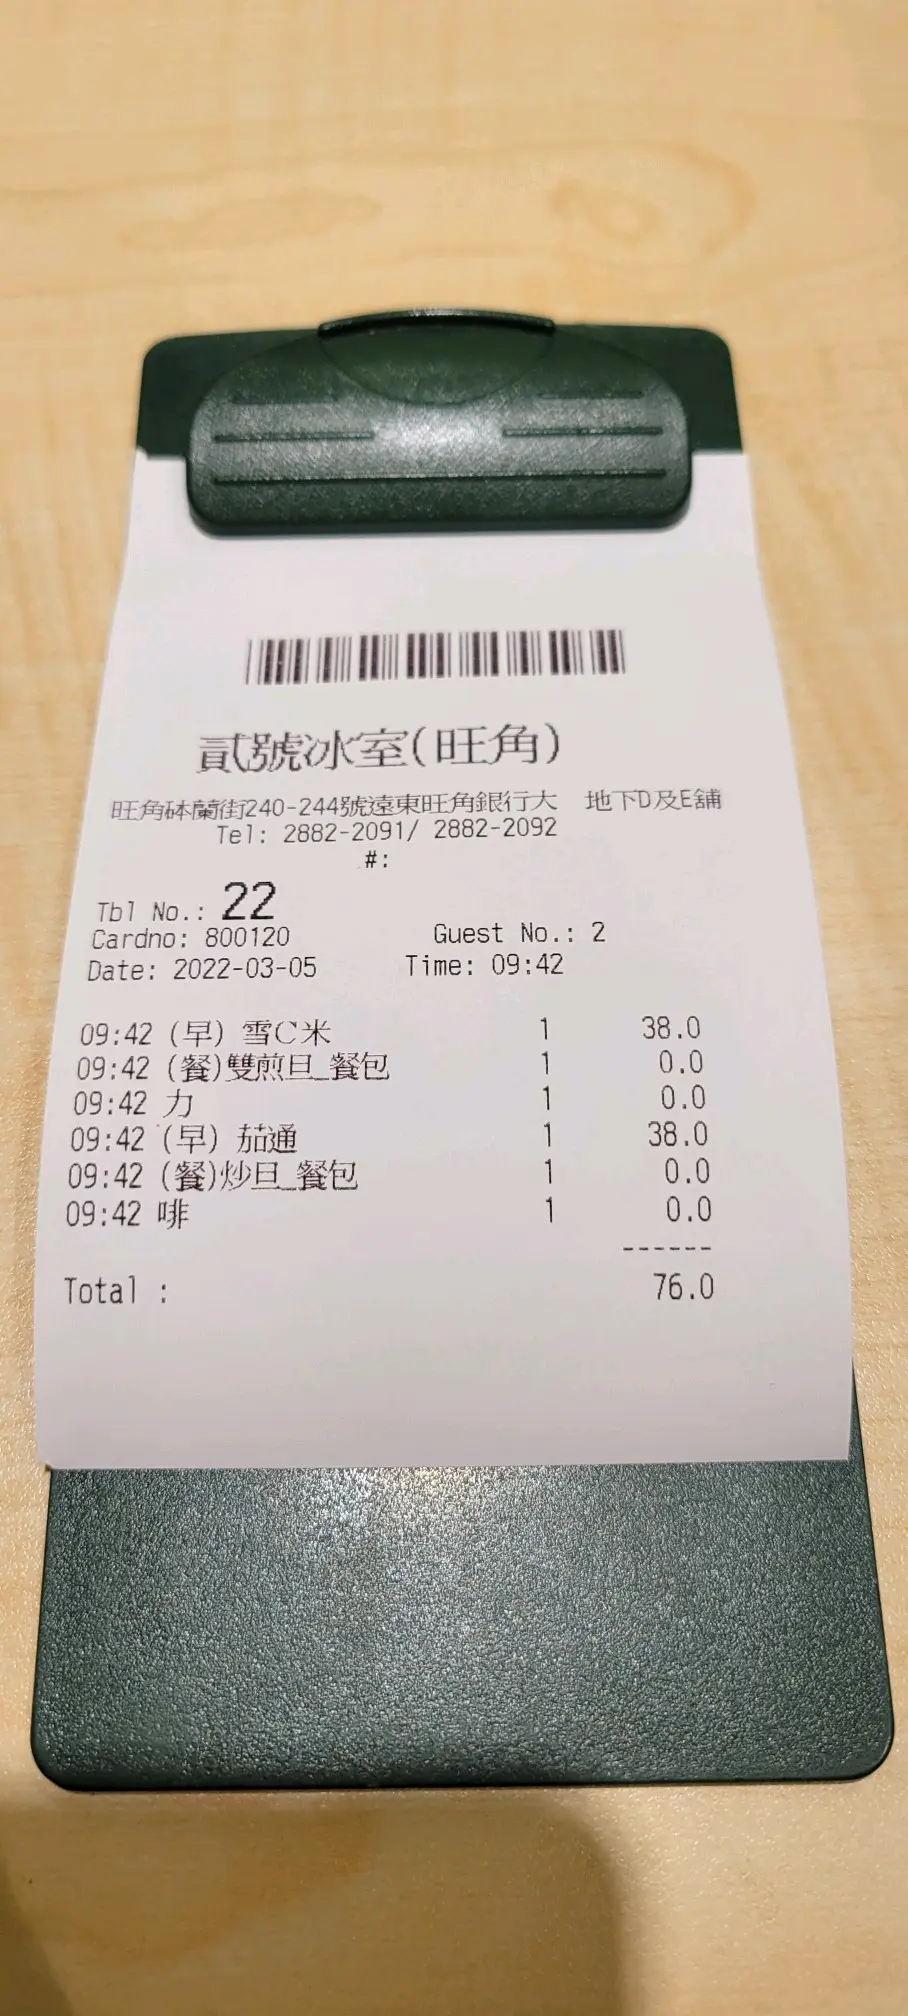 貳號冰室(旺角)
旺角砵蘭街240-244號遠東旺角銀行大　地下D及E舖
Tel: 2882-2091/ 2882-2092
#:
Tbl No.: 22
Cardno: 800120 Guest No.: 2
Date: 2022-03-05 Time: 09:42
09:42 (早) 雪C米 1 38.0
09:42 (餐)雙煎旦_餐包 1 0.0
09:42 力 1 0.0
09:42 (早) 茄通 1 38.0
09:42 (餐)炒旦_餐包 1 0.0
09:42 啡 1 0.0
------
Total : 76.0